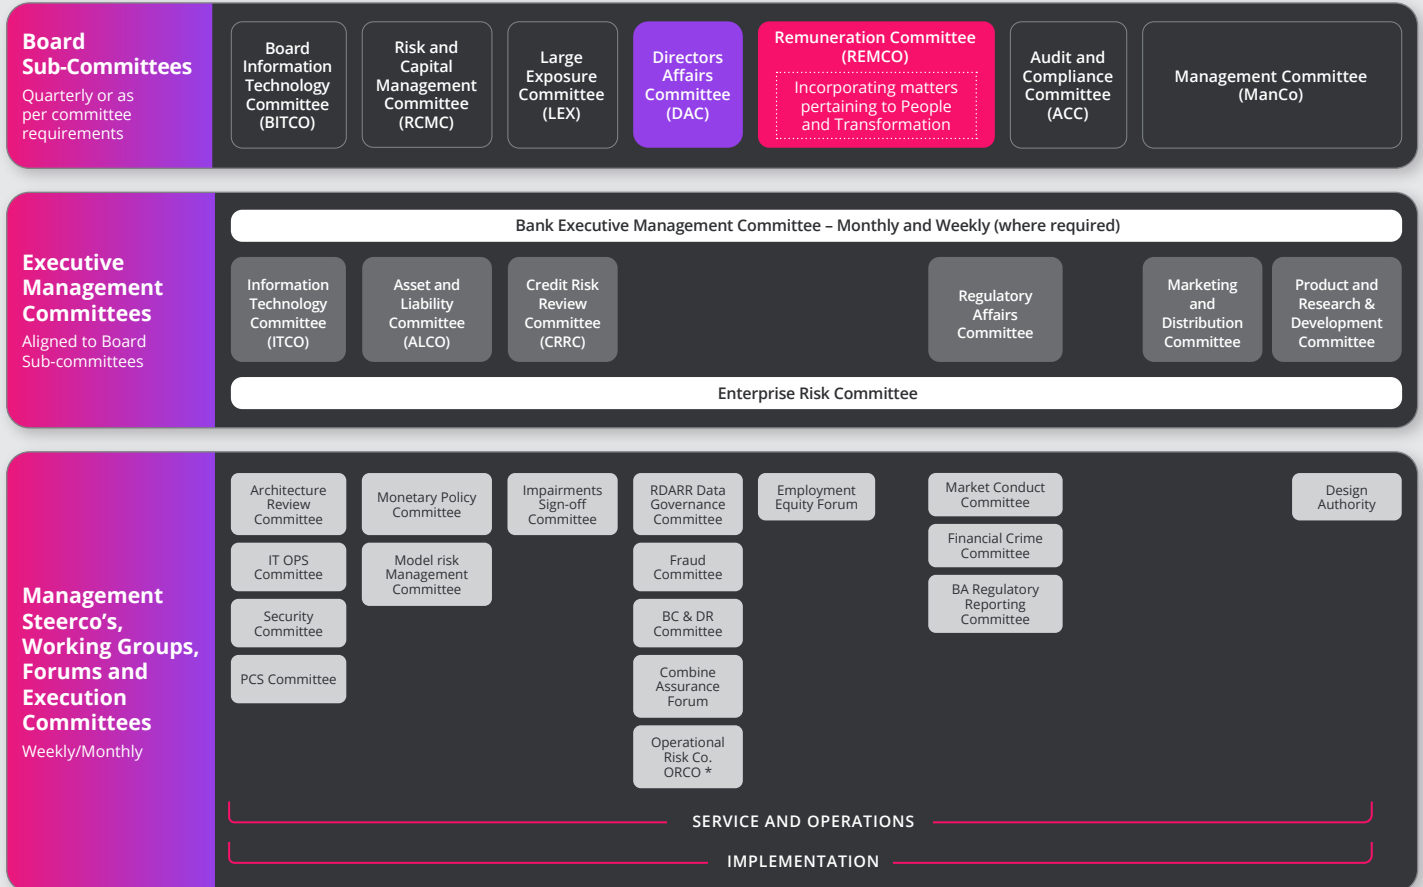 Board
Sub-Committees
Quarterly or as
per committee
requirements
Board
Information
Technology
Committee
(BITCO)
Risk and
Capital
Management
Committee
(RCMC)
Large
Exposure
Committee
(LEX)
Directors
Affairs
Committee
(DAC)
Remuneration Committee
(REMCO)
Incorporating matters
pertaining to People
and Transformation
Audit and
Compliance
Committee
(ACC)
Management Committee
(ManCo)
Executive
Management
Committees
Aligned to Board
Sub-committees
Bank Executive Management Committee – Monthly and Weekly (where required)
Information
Technology
Committee
(ITCO)
Asset and
Liability
Committee
(ALCO)
Credit Risk
Review
Committee
(CRRC)
Regulatory
Affairs
Committee
Marketing
and
Distribution
Committee
Product and
Research &
Development
Committee
Enterprise Risk Committee
Management
Steerco’s,
Working Groups,
Forums and
Execution
Committees
Weekly/Monthly
Architecture
Review
Committee
IT OPS
Committee
Security
Committee
PCS Committee
Monetary Policy
Committee
Model risk
Management
Committee
Impairments
Sign-off
Committee
RDARR Data
Governance
Committee
Fraud
Committee
BC & DR
Committee
Combine
Assurance
Forum
Operational
Risk Co.
ORCO *
Employment
Equity Forum
Market Conduct
Committee
Financial Crime
Committee
BA Regulatory
Reporting
Committee
Design
Authority
SERVICE AND OPERATIONS
IMPLEMENTATION